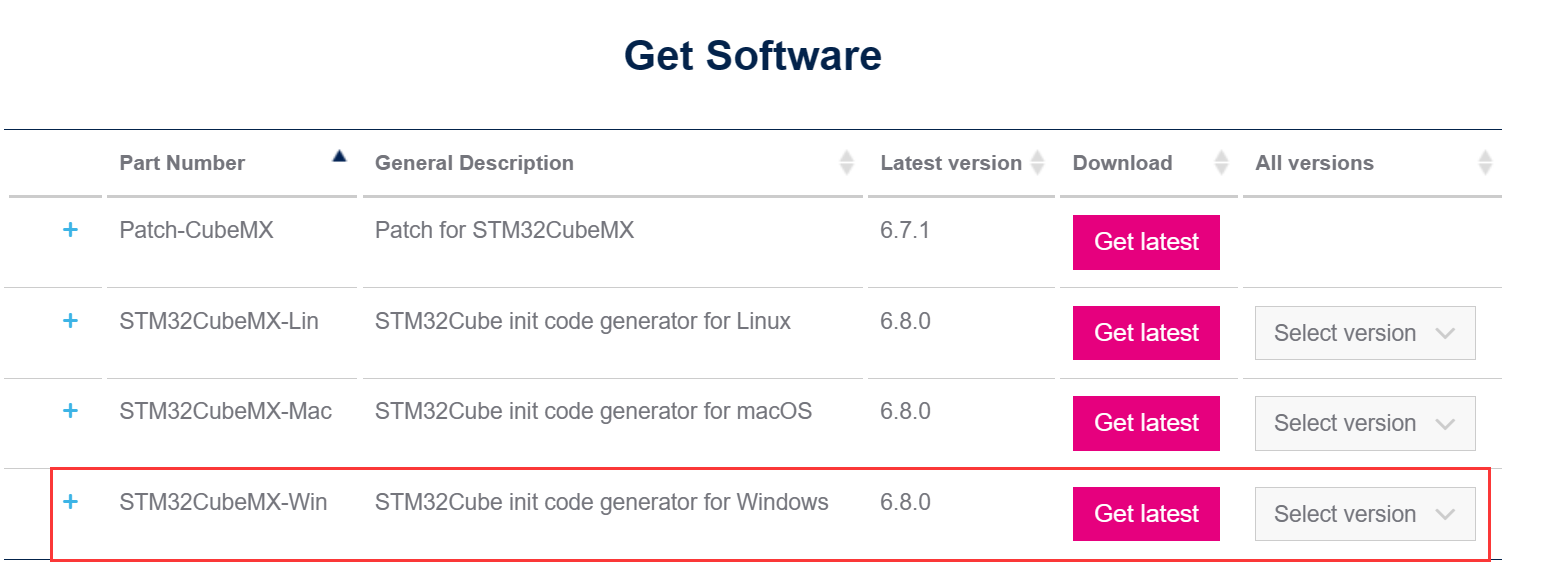 Get Software
Part Number General Description Latest version Download All versions
Patch-CubeMX Patch for STM32CubeMX 6.7.1 Get latest
STM32CubeMX-Lin STM32Cube init code generator for Linux 6.8.0 Get latest Select version
STM32CubeMX-Mac STM32Cube init code generator for macOS 6.8.0 Get latest Select version
STM32CubeMX-Win STM32Cube init code generator for Windows 6.8.0 Get latest Select version